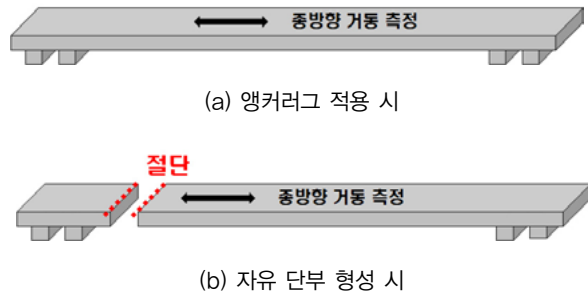 종방향 거동 측정
(a) 앵커러그 적용 시
절단
종방향 거동 측정
(b) 자유 단부 형성 시